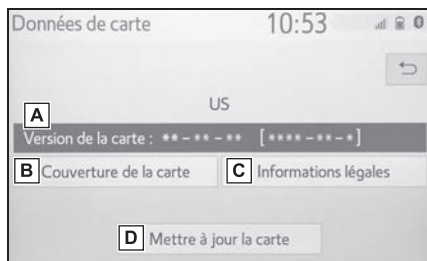 Données de carte 10:53
US
A
Version de la carte : **-**-** [****-**-*]
B Couverture de la carte C Informations légales
D Mettre à jour la carte